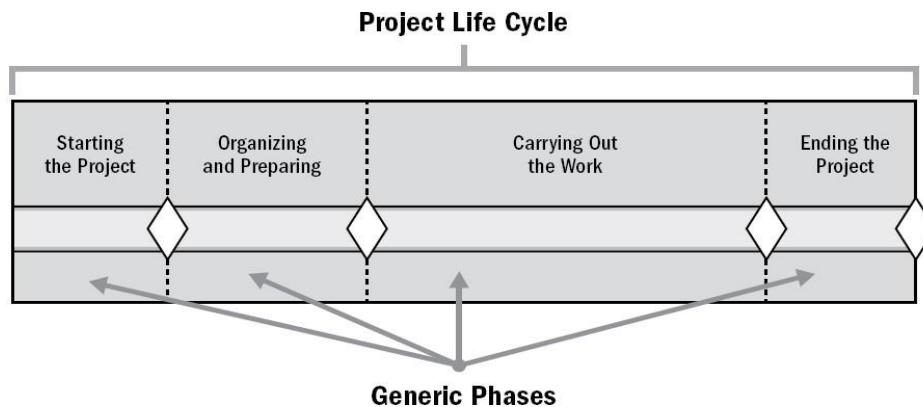 Project Life Cycle
Starting
the Project
Organizing
and Preparing
Carrying Out
the Work
Ending the
Project
Generic Phases